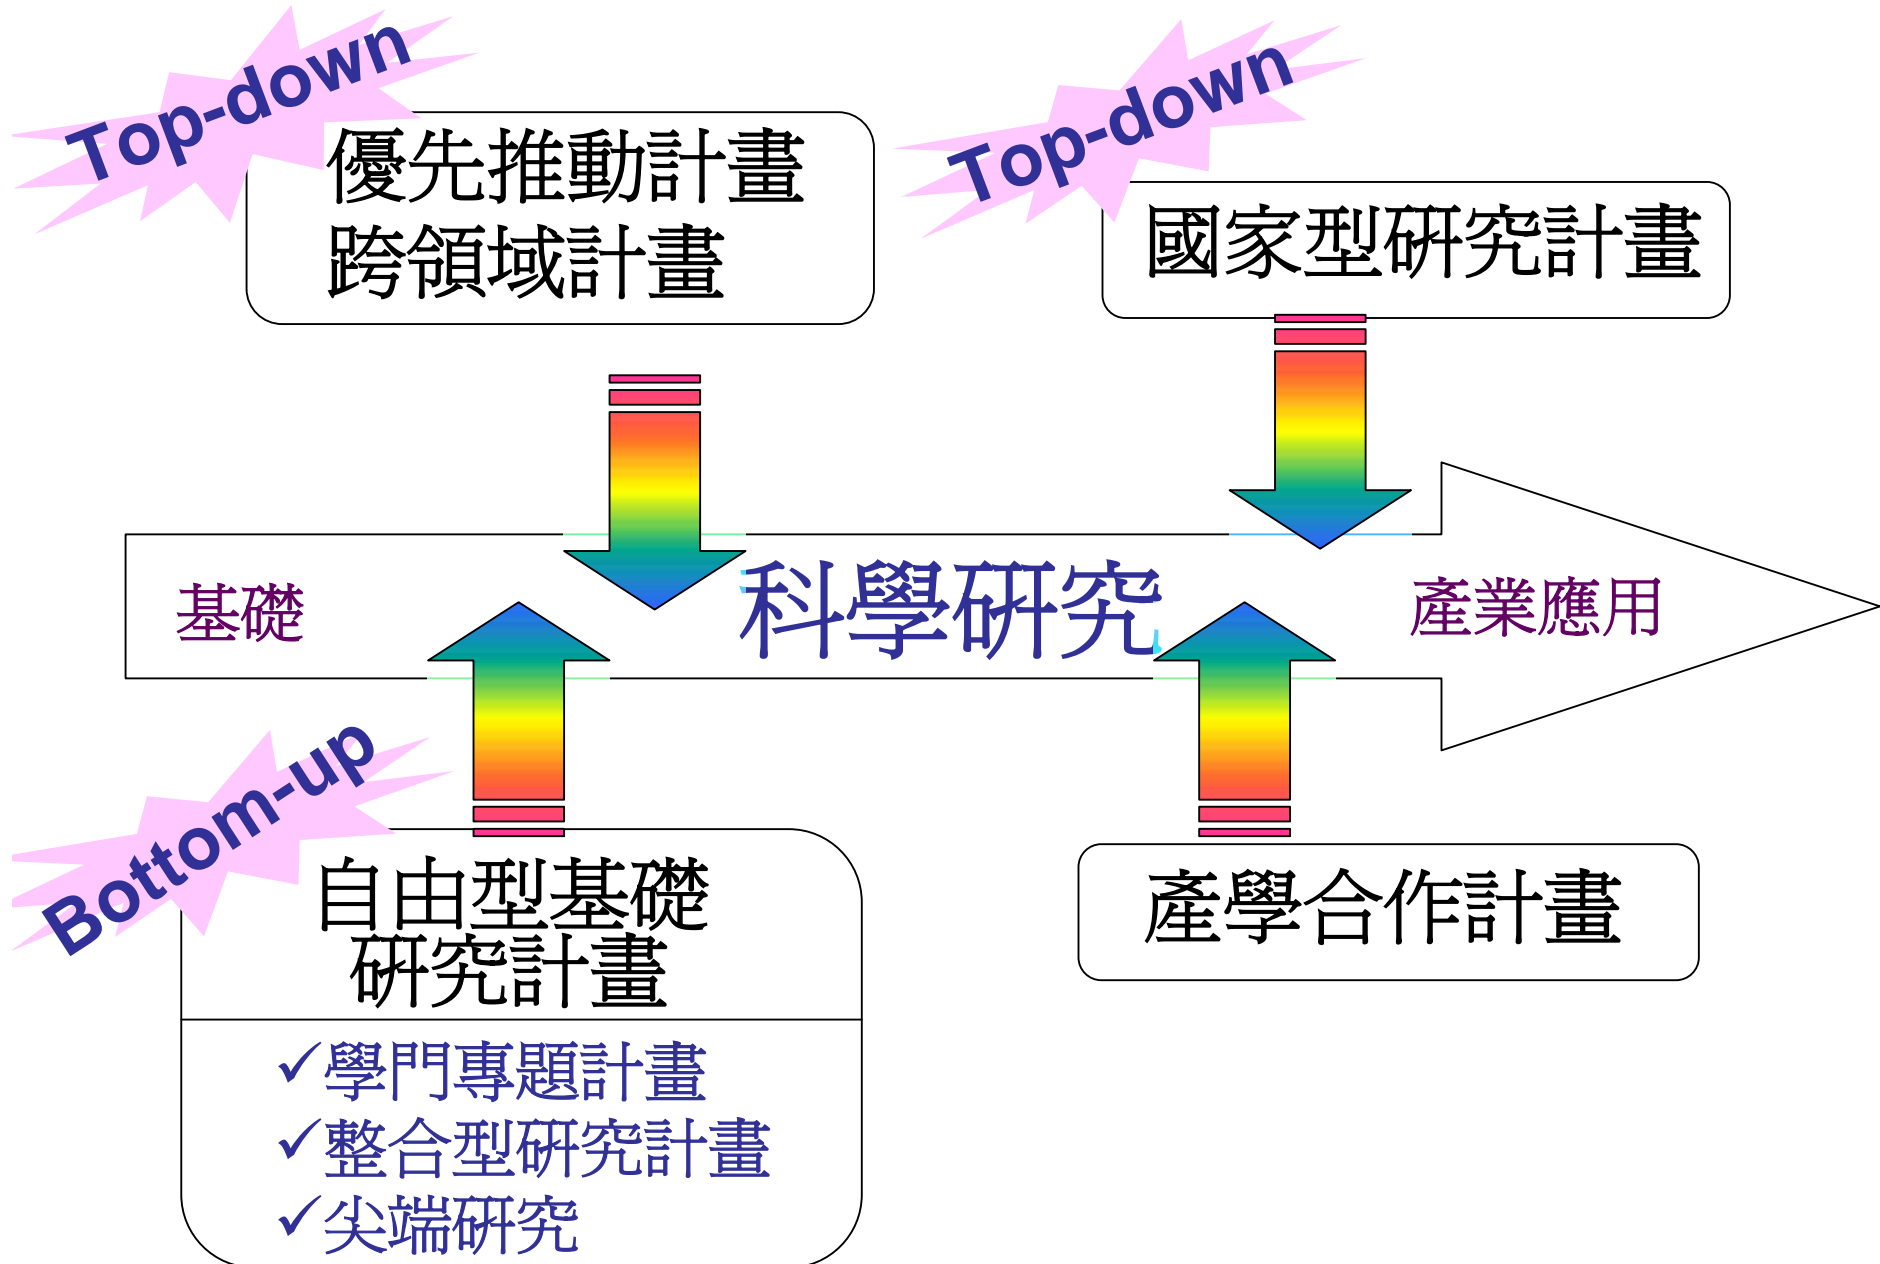 Top-down
優先推動計畫
跨領域計畫
Top-down
國家型研究計畫
基礎
科學研究
產業應用
Bottom-up
自由型基礎
研究計畫
✓學門專題計畫
✓整合型研究計畫
✓尖端研究
產學合作計畫